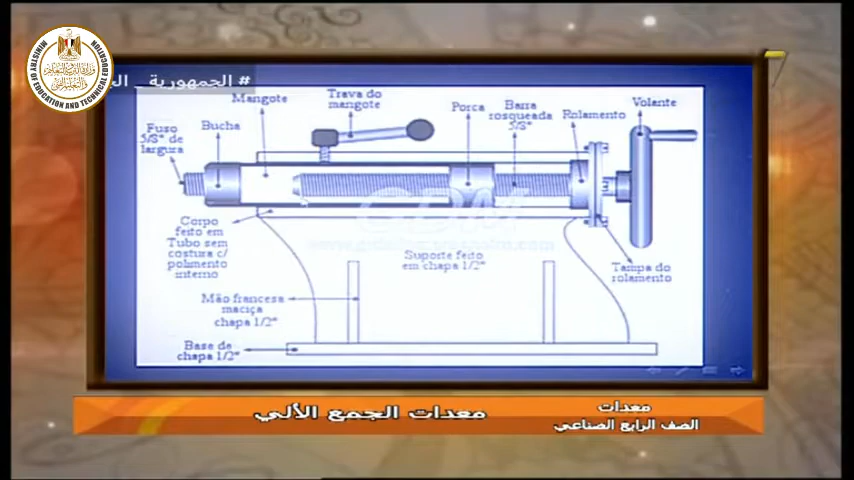 MINISTRY OF EDUCATION AND TECHNICAL EDUCATION
# الجمهورية _ الـ
Mangote
Trava do
mangote
Porca
Barra
rosqueada
5/8"
Rolamento
Volante
Fuso
5/8" de
largura
Bucha
GDM
Corpo
feito em
Tubo sem
costura c/
polimento
interno
Suporte feito
em chapa 1/2"
Tampa do
rolamento
Mão francesa
maciça
chapa 1/2"
Base de
chapa 1/2"
معدات
الصف الرابع الصناعي
معدات الجمع الألي